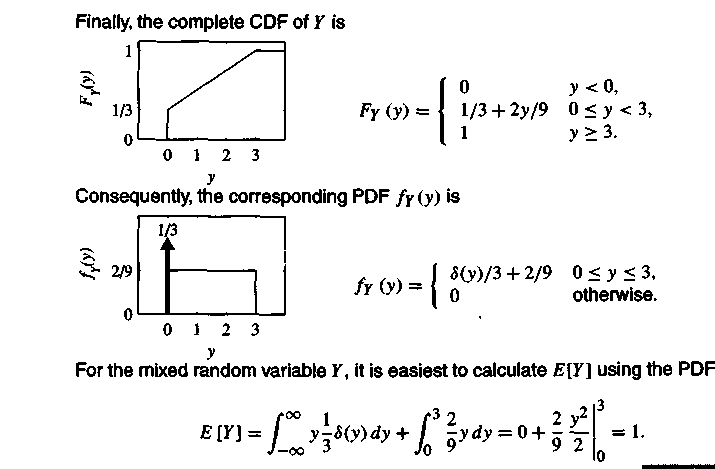 Finally, the complete CDF of Y is
1
F_Y(y)
1/3
0
0 1 2 3
y
F_Y (y) = { 0 y < 0,
1/3 + 2y/9 0 ≤ y < 3,
1 y ≥ 3.
Consequently, the corresponding PDF f_Y (y) is
1/3
f_Y(y)
2/9
0
0 1 2 3
y
f_Y (y) = { δ(y)/3 + 2/9 0 ≤ y ≤ 3,
0 otherwise.
For the mixed random variable Y, it is easiest to calculate E[Y] using the PDF
E [Y] = ∫_{-∞}^{∞} y 1/3 δ(y) dy + ∫_0^3 2/9 y dy = 0 + 2/9 y²/2 |_0^3 = 1.